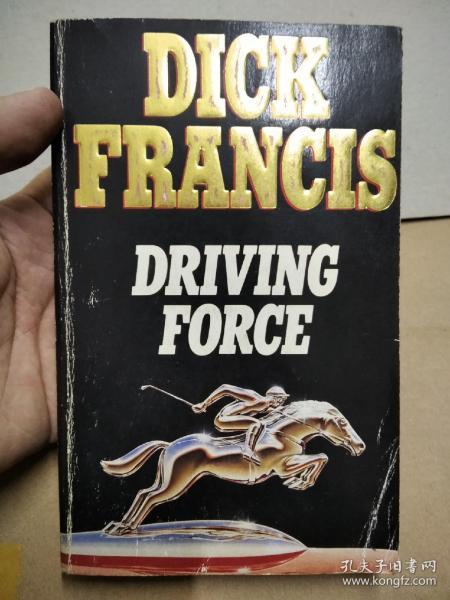 DICK
FRANCIS
DRIVING
FORCE
孔夫子旧书网
www.kongfz.com